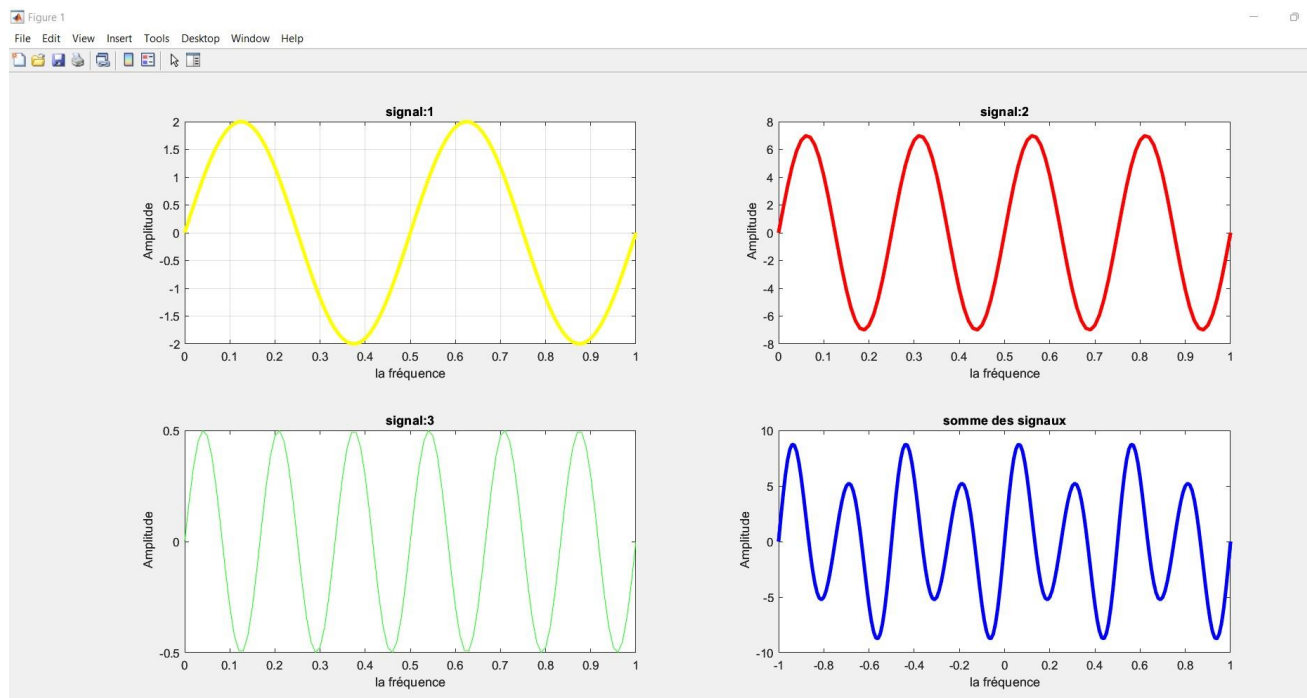 Figure 1
File Edit View Insert Tools Desktop Window Help
signal:1
2
1.5
1
0.5
0
-0.5
-1
-1.5
-2
Amplitude
0 0.1 0.2 0.3 0.4 0.5 0.6 0.7 0.8 0.9 1
la fréquence
signal:2
8
6
4
2
0
-2
-4
-6
-8
Amplitude
0 0.1 0.2 0.3 0.4 0.5 0.6 0.7 0.8 0.9 1
la fréquence
signal:3
0.5
0
-0.5
Amplitude
0 0.1 0.2 0.3 0.4 0.5 0.6 0.7 0.8 0.9 1
la fréquence
somme des signaux
10
5
0
-5
-10
Amplitude
-1 -0.8 -0.6 -0.4 -0.2 0 0.2 0.4 0.6 0.8 1
la fréquence